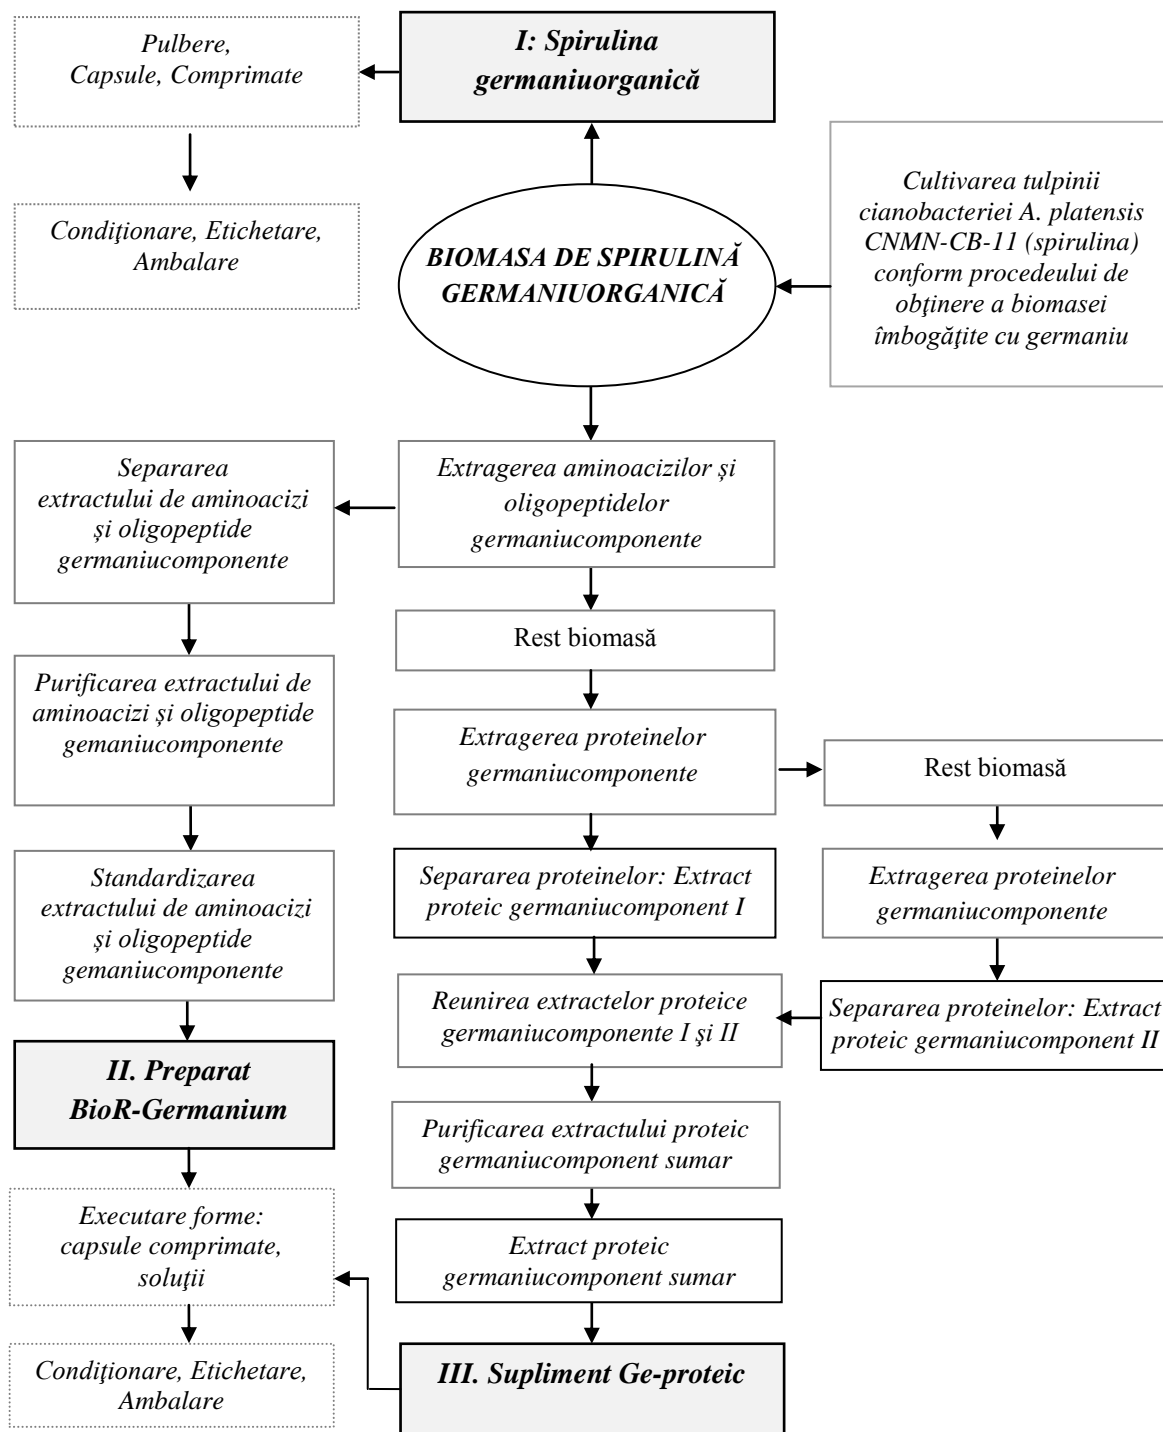 Pulbere,
Capsule, Comprimate
I: Spirulina
germaniuorganică
Condiţionare, Etichetare,
Ambalare
BIOMASA DE SPIRULINĂ
GERMANIUORGANICĂ
Cultivarea tulpinii
cianobacteriei A. platensis
CNMN-CB-11 (spirulina)
conform procedeului de
obţinere a biomasei
îmbogăţite cu germaniu
Separarea
extractului de aminoacizi
și oligopeptide
germaniucomponente
Extragerea aminoacizilor și
oligopeptidelor
germaniucomponente
Rest biomasă
Purificarea extractului de
aminoacizi și oligopeptide
gemaniucomponente
Extragerea proteinelor
germaniucomponente
Rest biomasă
Standardizarea
extractului de aminoacizi
și oligopeptide
gemaniucomponente
Separarea proteinelor: Extract
proteic germaniucomponent I
Extragerea proteinelor
germaniucomponente
Reunirea extractelor proteice
germaniucomponente I şi II
Separarea proteinelor: Extract
proteic germaniucomponent II
II. Preparat
BioR-Germanium
Purificarea extractului proteic
germaniucomponent sumar
Executare forme:
capsule comprimate,
soluţii
Extract proteic
germaniucomponent sumar
Condiţionare, Etichetare,
Ambalare
III. Supliment Ge-proteic